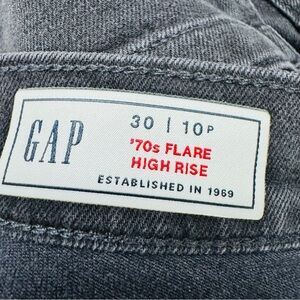 GAP
30 | 10P
'70s FLARE
HIGH RISE
ESTABLISHED IN 1969